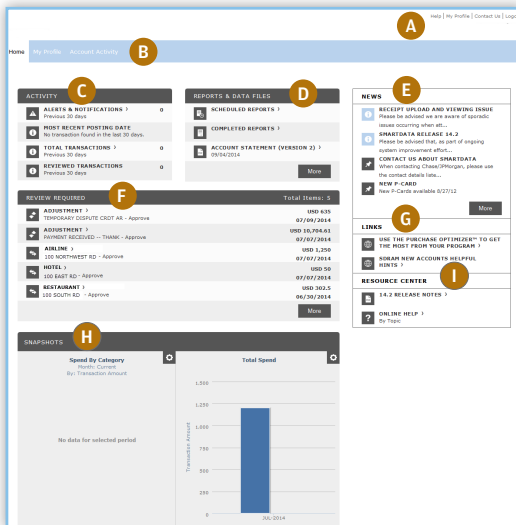 Help | My Profile | Contact Us | Logo
A
Home My Profile Account Activity
B
ACTIVITY
C
ALERTS & NOTIFICATIONS > 0
Previous 30 days
MOST RECENT POSTING DATE
No transaction found in the last 30 days.
TOTAL TRANSACTIONS > 0
Previous 30 days
REVIEWED TRANSACTIONS 0
Previous 30 days
REPORTS & DATA FILES
D
SCHEDULED REPORTS >
COMPLETED REPORTS >
ACCOUNT STATEMENT (VERSION 2) >
09/04/2014
More
NEWS
E
RECEIPT UPLOAD AND VIEWING ISSUE
Please be advised we are aware of sporadic
issues occurring when ett...
SMARTDATA RELEASE 14.2
Please be advised that, as part of ongoing
system improvement effort...
CONTACT US ABOUT SMARTDATA
When contacting Chase/JPMorgan, please use
the contact details liste...
NEW P-CARD
New P-Cards available 8/27/12
More
REVIEW REQUIRED
F
Total Items: 5
ADJUSTMENT > USD 635
TEMPORARY DISPUTE CRDT AR - Approve 07/09/2014
ADJUSTMENT > USD 10,704.61
PAYMENT RECEIVED -- THANK - Approve 07/07/2014
AIRLINE > USD 1,250
100 NORTHWEST RD - Approve 07/07/2014
HOTEL > USD 50
100 EAST RD - Approve 07/07/2014
RESTAURANT > USD 302.5
100 SOUTH RD - Approve 06/30/2014
More
G
LINKS
USE THE PURCHASE OPTIMIZER™ TO GET
THE MOST FROM YOUR PROGRAM >
SDRAM NEW ACCOUNTS HELPFUL
HINTS >
I
RESOURCE CENTER
14.2 RELEASE NOTES >
ONLINE HELP >
By Topic
SNAPSHOTS
H
Spend By Category
Month: Current
By: Transaction Amount
No data for selected period
Total Spend
Transaction Amount
1,500
1,250
1,000
750
500
250
0
JUL-2014